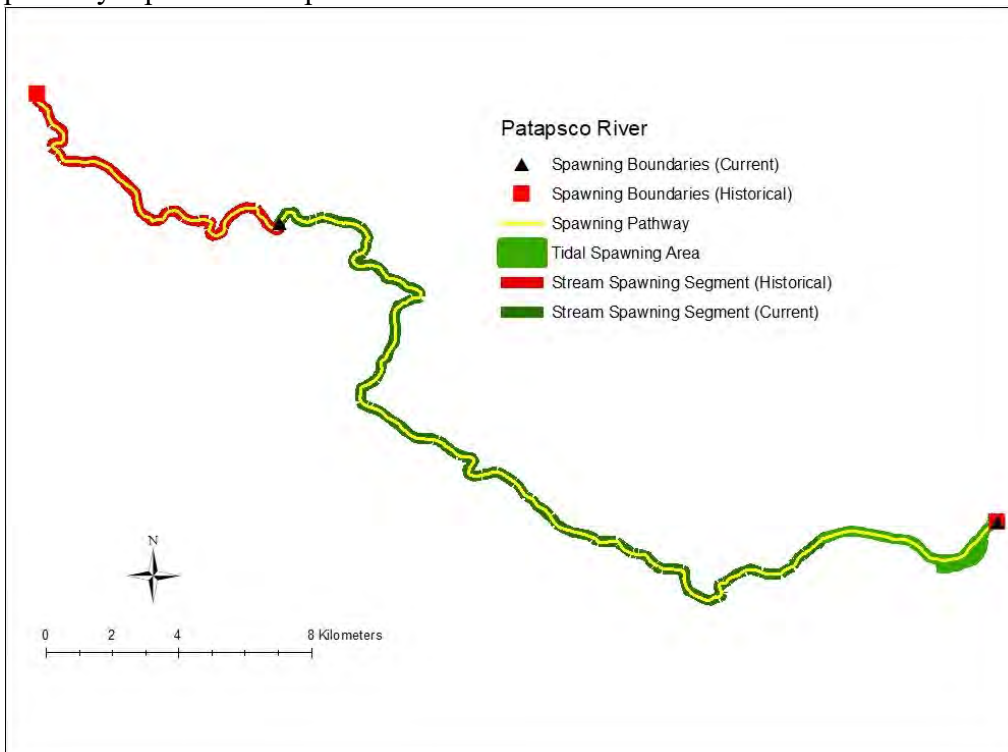 Patapsco River
Spawning Boundaries (Current)
Spawning Boundaries (Historical)
Spawning Pathway
Tidal Spawning Area
Stream Spawning Segment (Historical)
Stream Spawning Segment (Current)
N
0 2 4 8 Kilometers